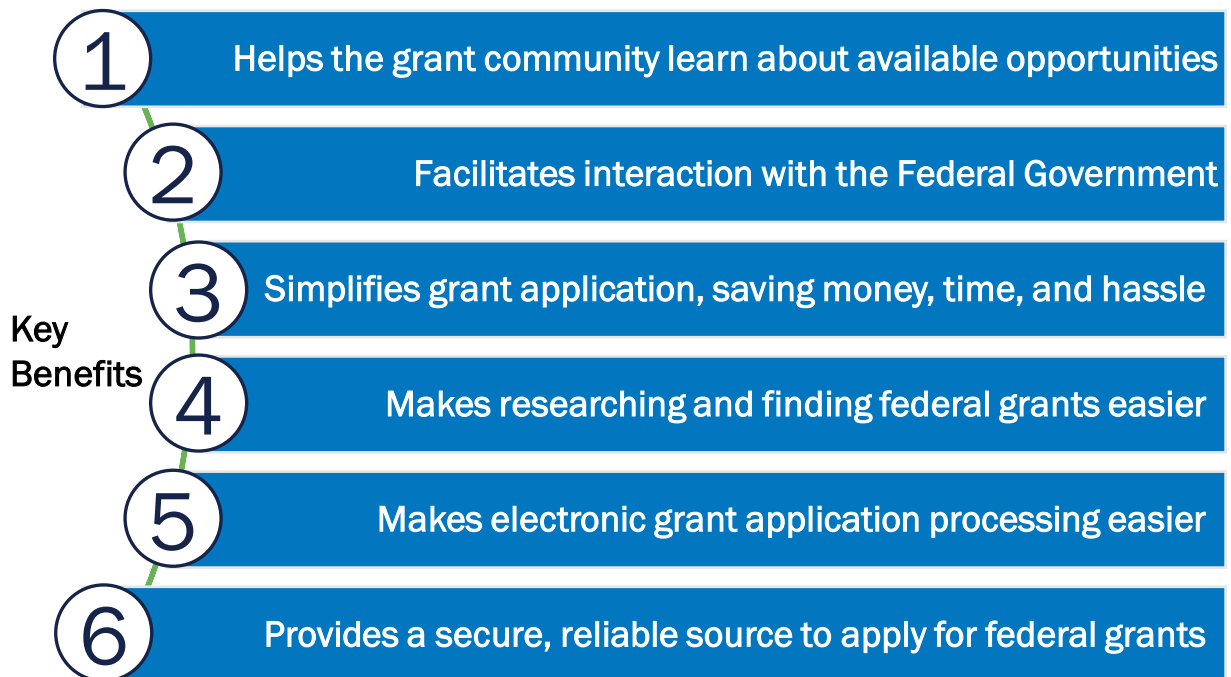 1
Helps the grant community learn about available opportunities
2
Facilitates interaction with the Federal Government
3
Simplifies grant application, saving money, time, and hassle
Key
Benefits
4
Makes researching and finding federal grants easier
5
Makes electronic grant application processing easier
6
Provides a secure, reliable source to apply for federal grants